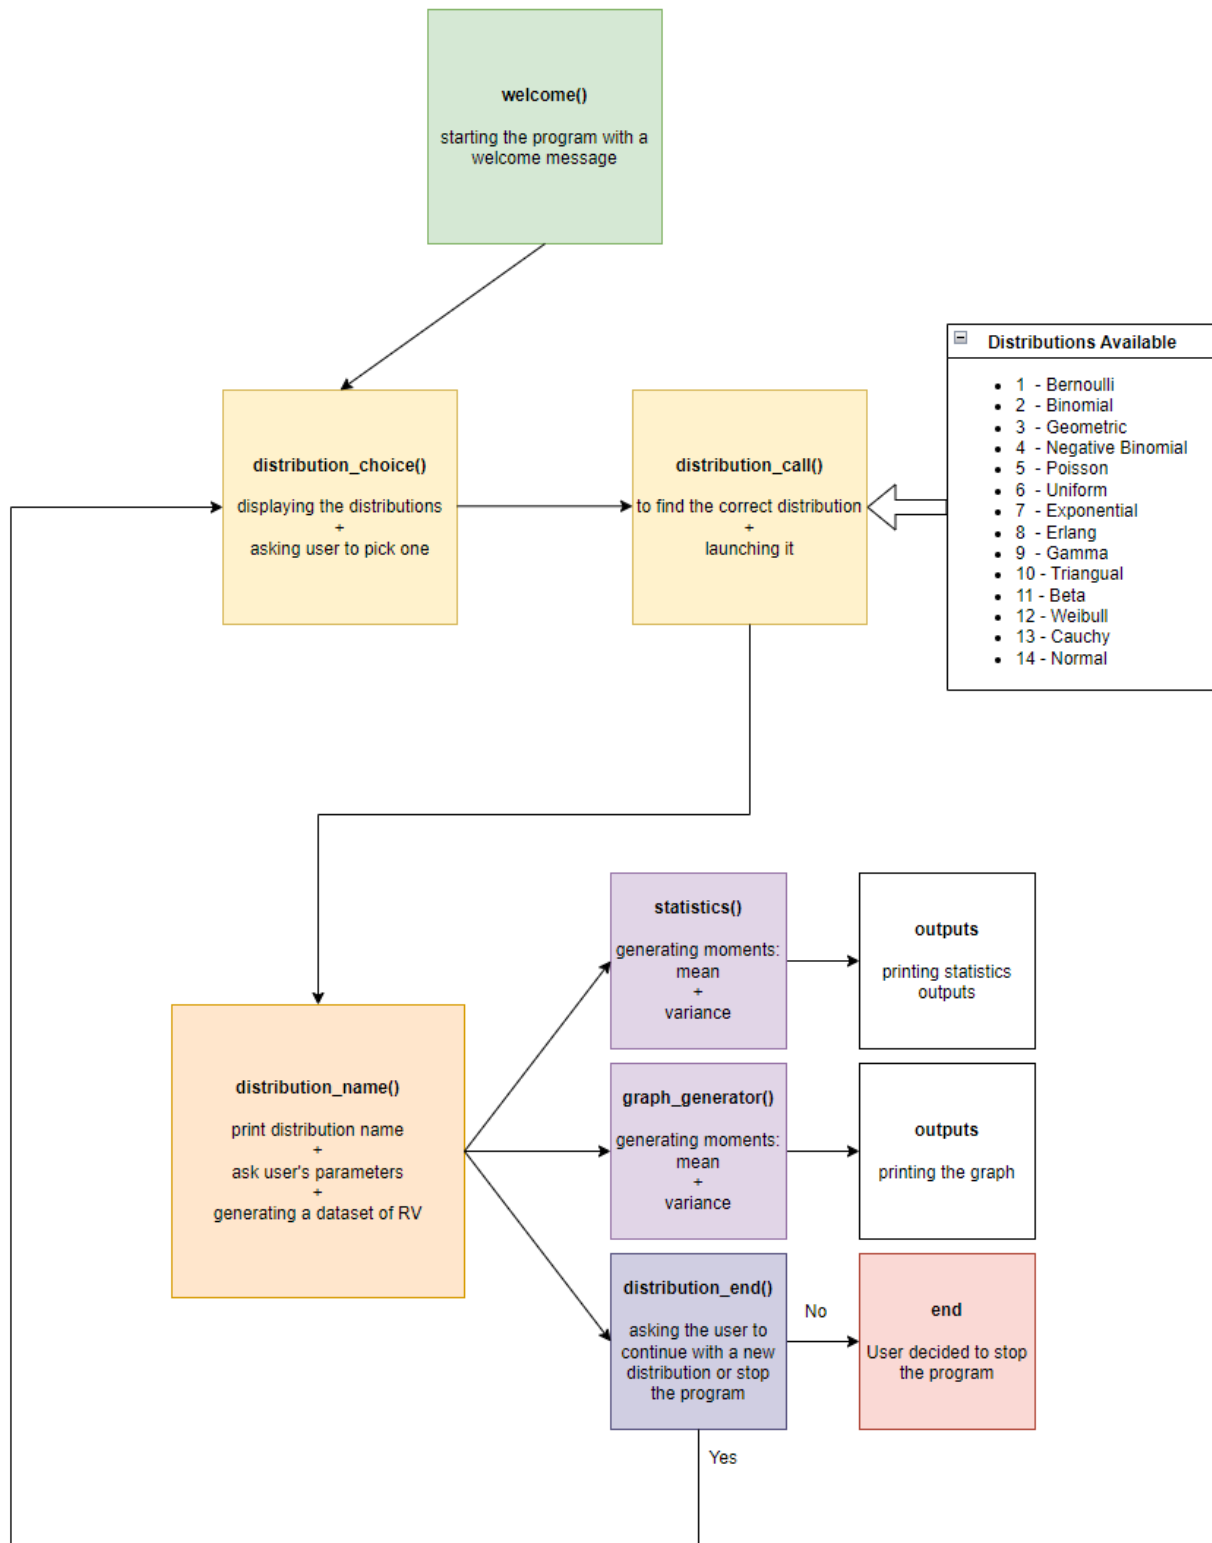 welcome()
starting the program with a
welcome message
Distributions Available
1 - Bernoulli
2 - Binomial
3 - Geometric
4 - Negative Binomial
5 - Poisson
6 - Uniform
7 - Exponential
8 - Erlang
9 - Gamma
10 - Triangual
11 - Beta
12 - Weibull
13 - Cauchy
14 - Normal
distribution_choice()
displaying the distributions
+
asking user to pick one
distribution_call()
to find the correct distribution
+
launching it
distribution_name()
print distribution name
+
ask user's parameters
+
generating a dataset of RV
statistics()
generating moments:
mean
+
variance
outputs
printing statistics
outputs
graph_generator()
generating moments:
mean
+
variance
outputs
printing the graph
distribution_end()
asking the user to
continue with a new
distribution or stop
the program
No
end
User decided to stop
the program
Yes